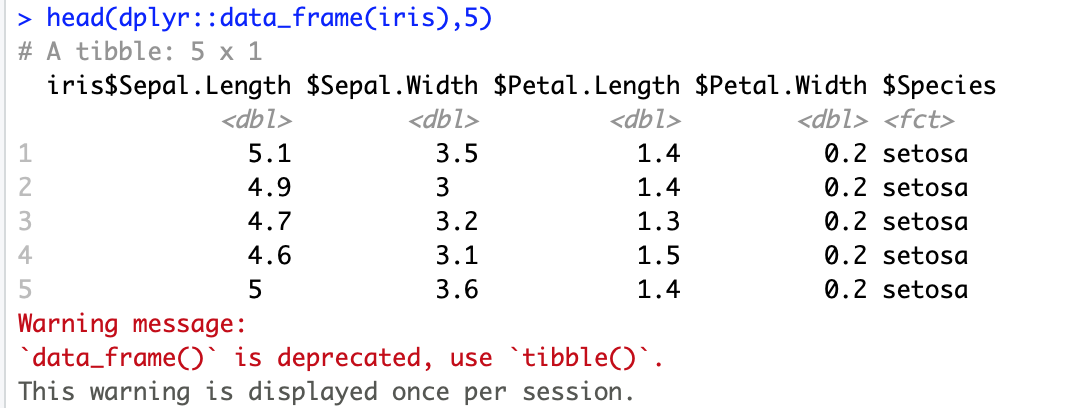 > head(dplyr::data_frame(iris),5)
# A tibble: 5 x 1
  iris$Sepal.Length $Sepal.Width $Petal.Length $Petal.Width $Species
              <dbl>        <dbl>         <dbl>        <dbl> <fct>
1               5.1          3.5           1.4          0.2 setosa
2               4.9          3             1.4          0.2 setosa
3               4.7          3.2           1.3          0.2 setosa
4               4.6          3.1           1.5          0.2 setosa
5               5            3.6           1.4          0.2 setosa
Warning message:
`data_frame()` is deprecated, use `tibble()`.
This warning is displayed once per session.